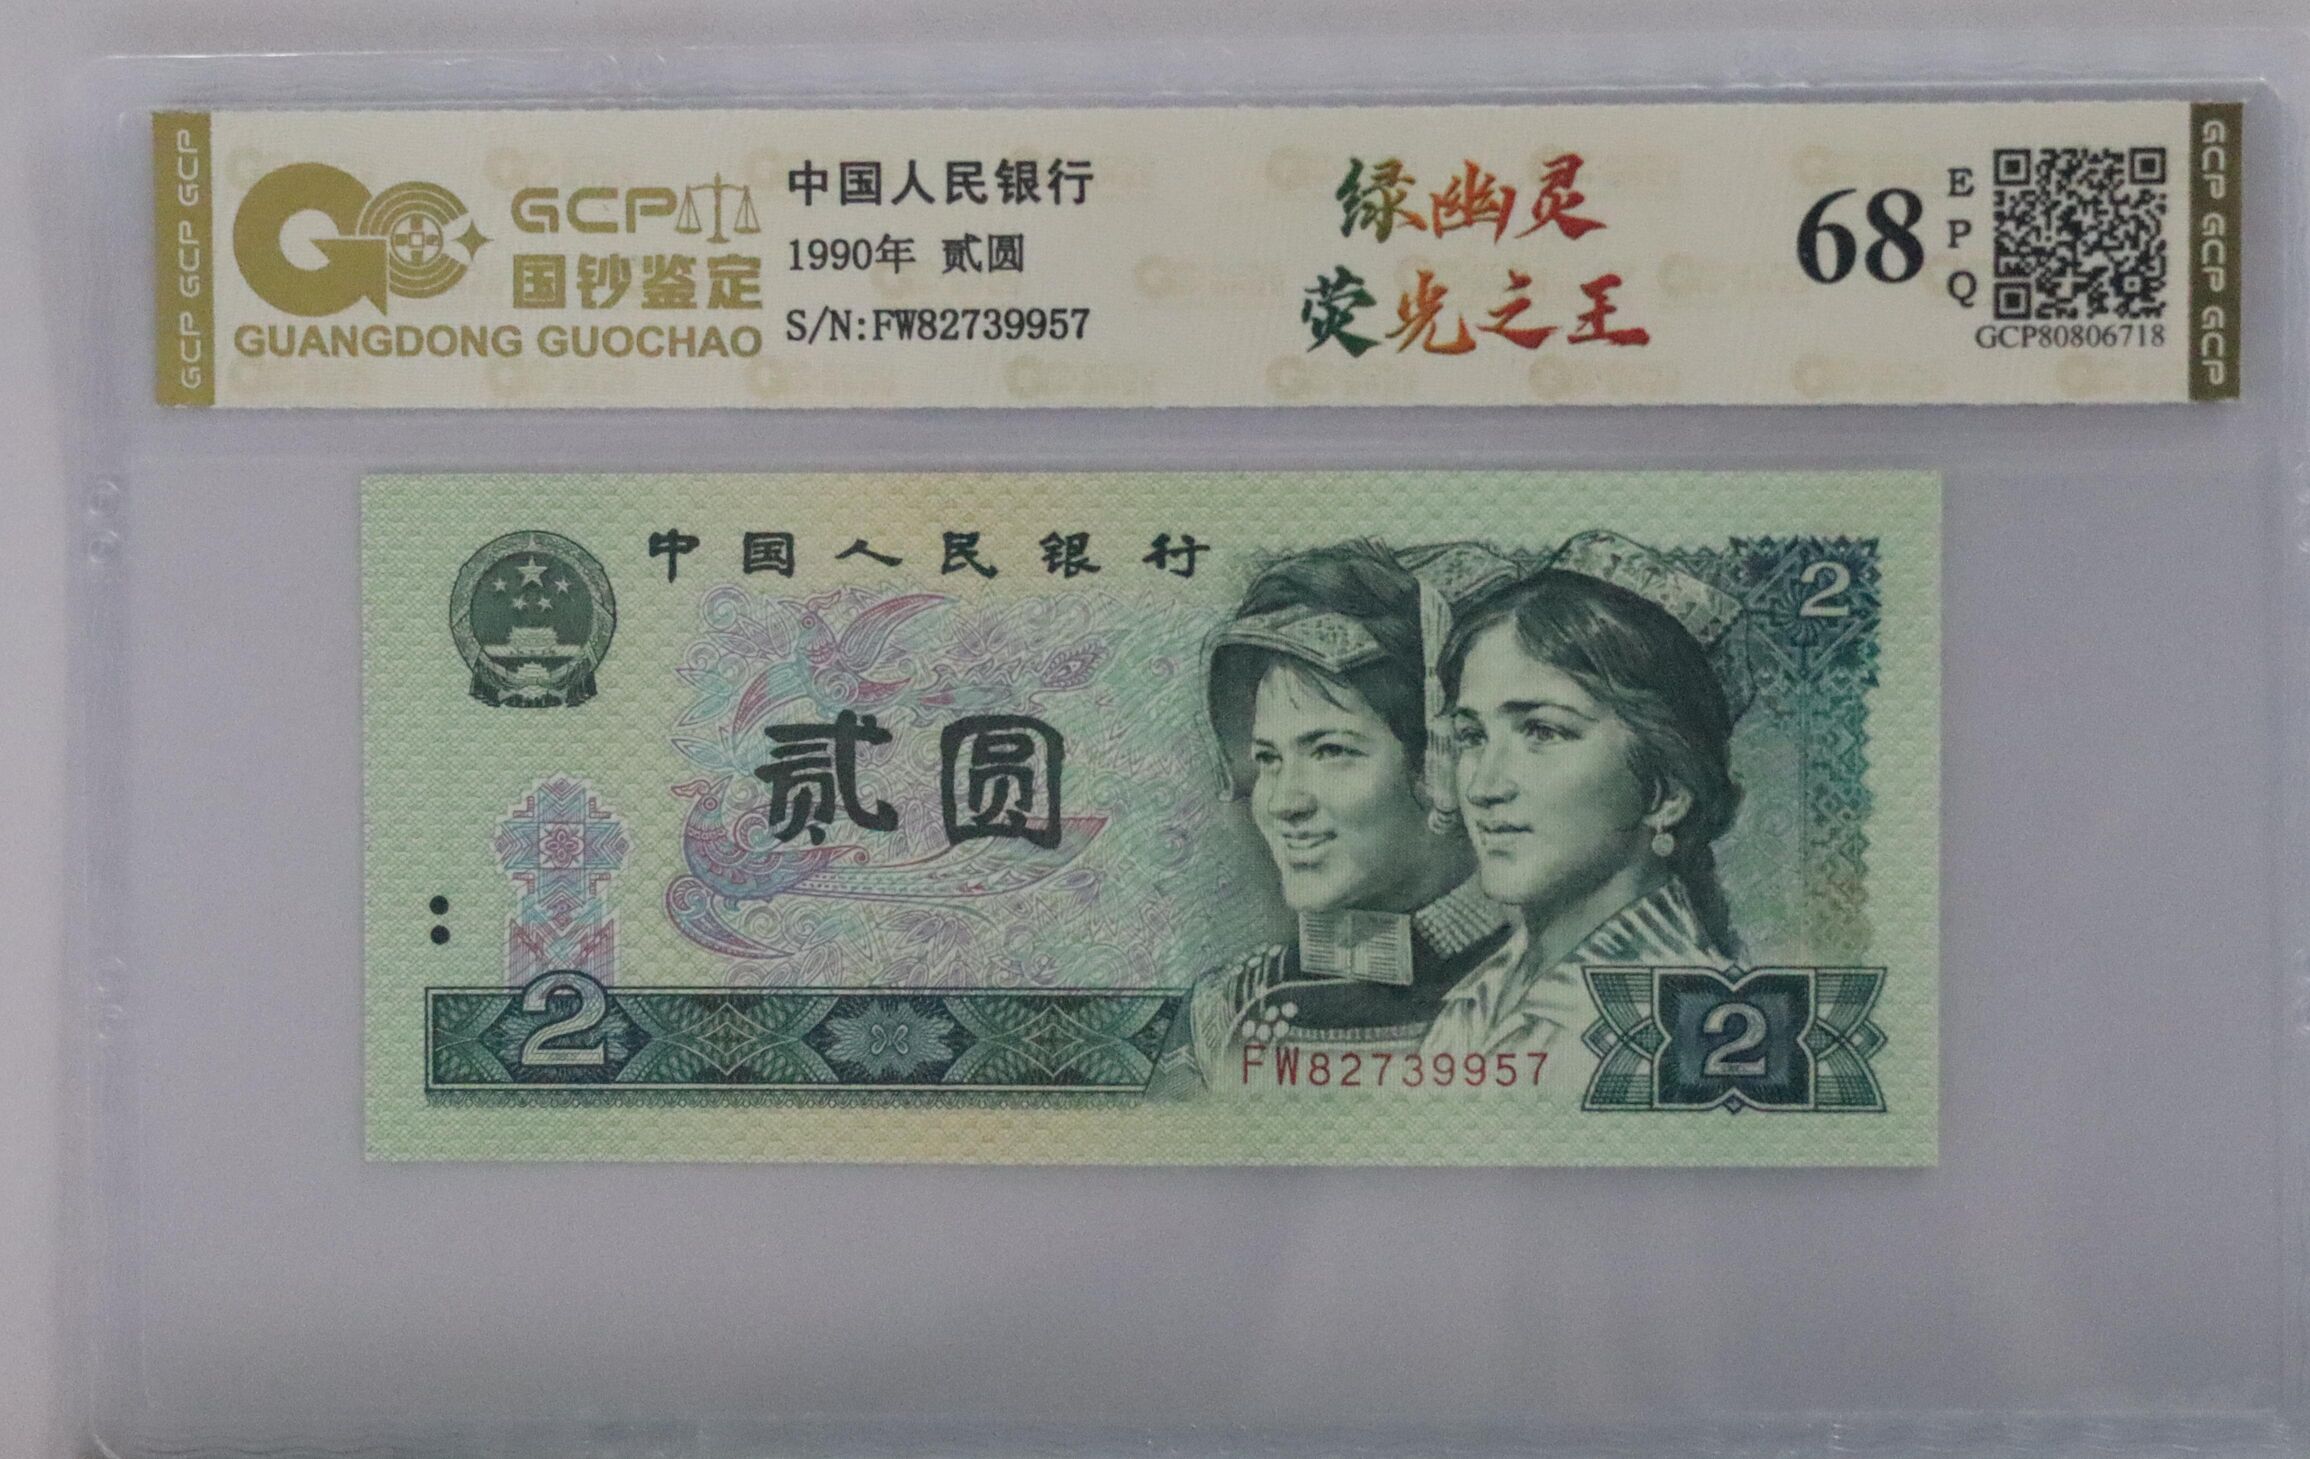 GCP GCP GCP
GCP
国钞鉴定
GUANGDONG GUOCHAO
中国人民银行
1990年 贰圆
S/N:FW82739957
绿幽灵
荧光之王
68
E
P
Q
GCP80806718
GCP GCP GCP
中国人民银行
2
贰圆
2
FW82739957
2